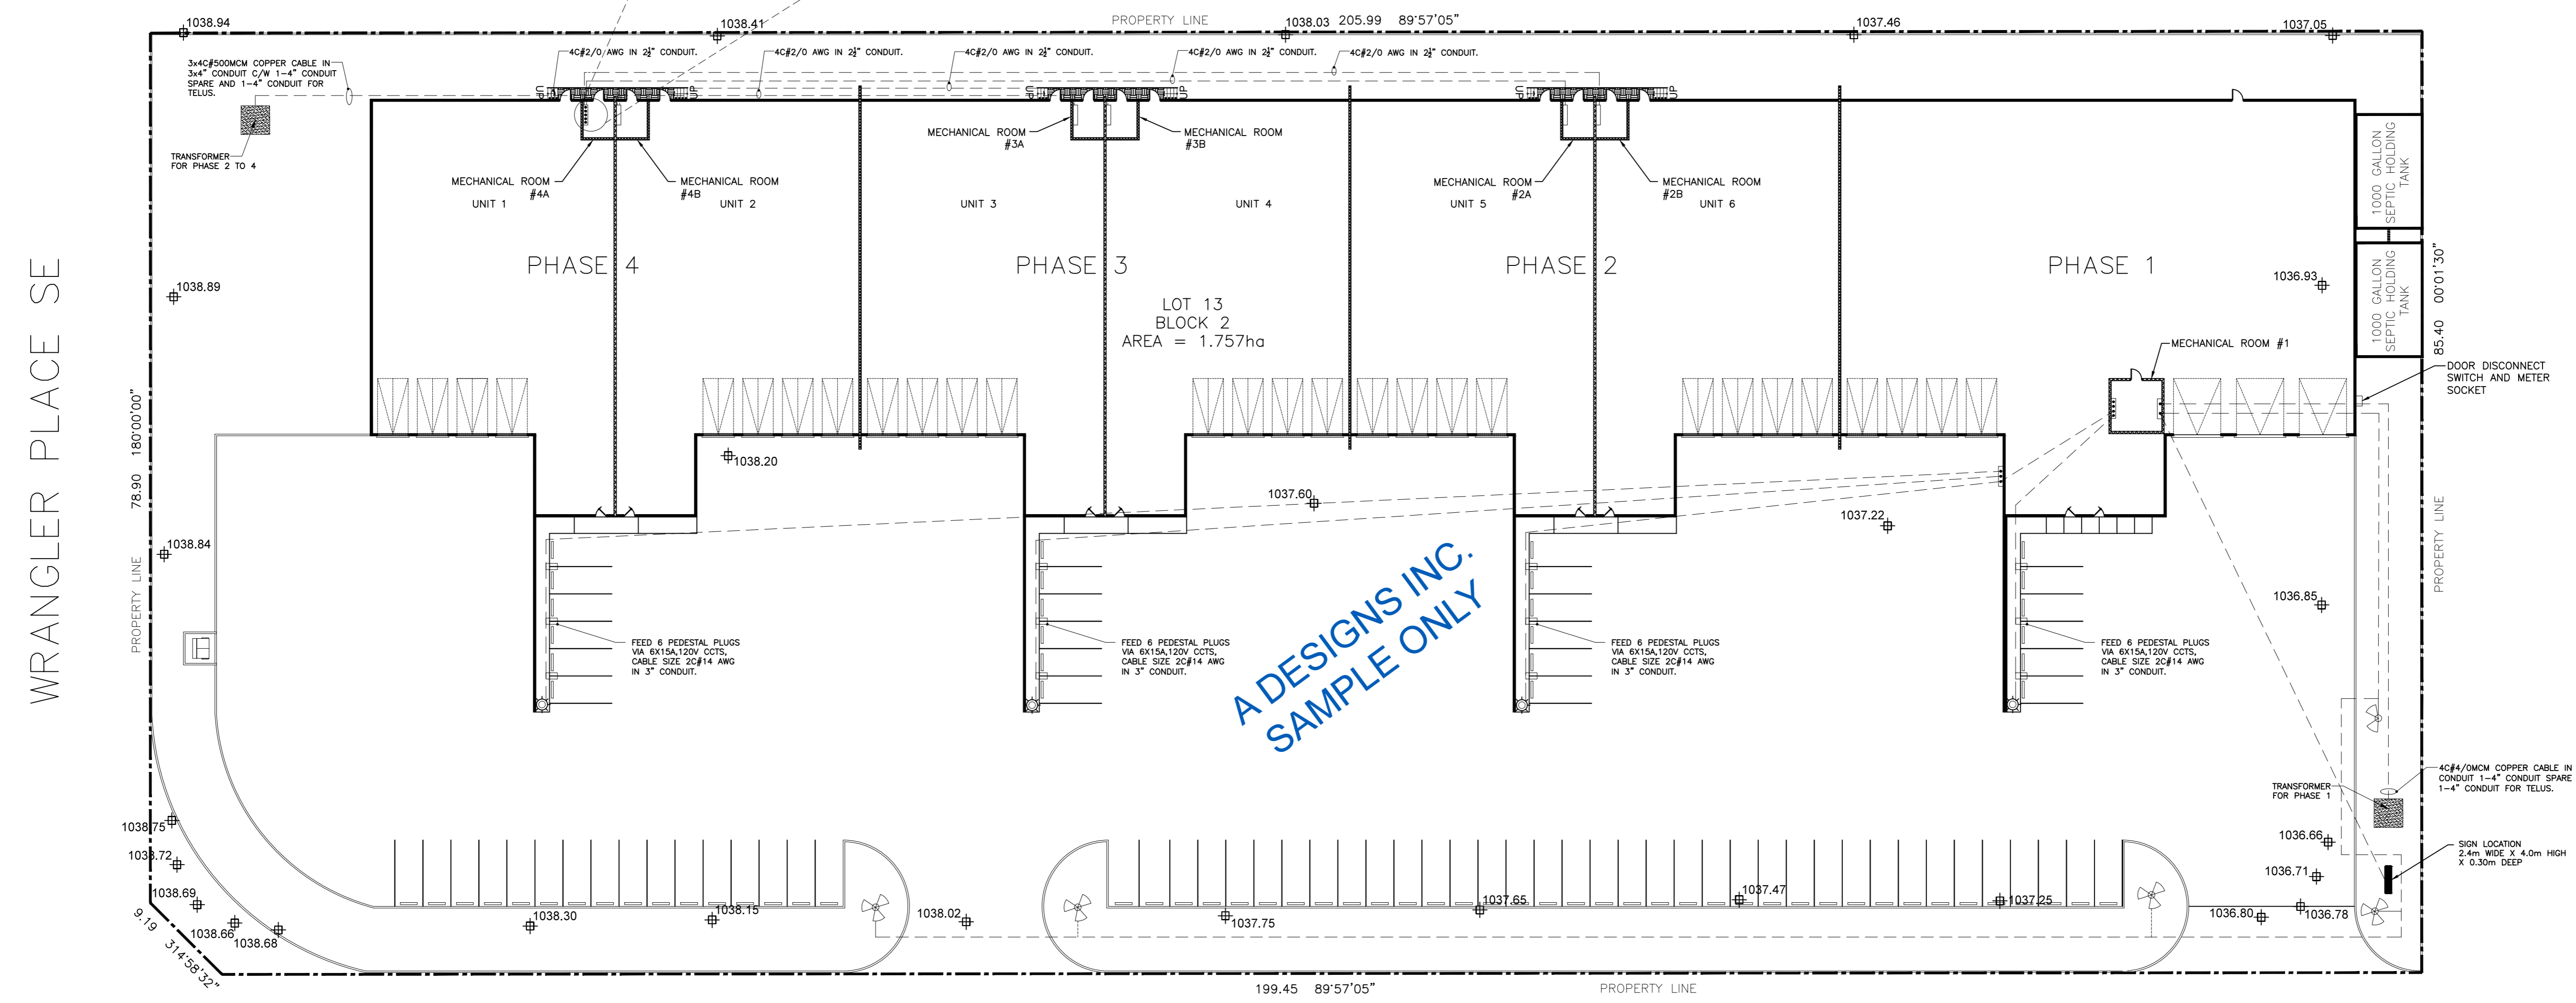 PROPERTY LINE
205.99 89°57'05"
1038.94
1038.41
1038.03
1037.46
1037.05
3x4C#500MCM COPPER CABLE IN
3x4" CONDUIT C/W 1-4" CONDUIT
SPARE AND 1-4" CONDUIT FOR
TELUS.
4C#2/0 AWG IN 2½" CONDUIT.
4C#2/0 AWG IN 2½" CONDUIT.
4C#2/0 AWG IN 2½" CONDUIT.
4C#2/0 AWG IN 2½" CONDUIT.
4C#2/0 AWG IN 2½" CONDUIT.
UP
UP
UP
UP
UP
UP
TRANSFORMER
FOR PHASE 2 TO 4
MECHANICAL ROOM
#4A
MECHANICAL ROOM
#4B
MECHANICAL ROOM
#3A
MECHANICAL ROOM
#3B
MECHANICAL ROOM
#2A
MECHANICAL ROOM
#2B
UNIT 1
UNIT 2
UNIT 3
UNIT 4
UNIT 5
UNIT 6
1000 GALLON
SEPTIC HOLDING
TANK
1000 GALLON
SEPTIC HOLDING
TANK
PHASE 4
PHASE 3
PHASE 2
PHASE 1
LOT 13
BLOCK 2
AREA = 1.757ha
1038.89
1036.93
85.40 00°01'30"
MECHANICAL ROOM #1
DOOR DISCONNECT
SWITCH AND METER
SOCKET
WRANGLER PLACE SE
78.90 180°00'00"
PROPERTY LINE
PROPERTY LINE
1038.20
1037.60
1037.22
1038.84
1036.85
FEED 6 PEDESTAL PLUGS
VIA 6X15A,120V CCTS,
CABLE SIZE 2C#14 AWG
IN 3" CONDUIT.
FEED 6 PEDESTAL PLUGS
VIA 6X15A,120V CCTS,
CABLE SIZE 2C#14 AWG
IN 3" CONDUIT.
FEED 6 PEDESTAL PLUGS
VIA 6X15A,120V CCTS,
CABLE SIZE 2C#14 AWG
IN 3" CONDUIT.
FEED 6 PEDESTAL PLUGS
VIA 6X15A,120V CCTS,
CABLE SIZE 2C#14 AWG
IN 3" CONDUIT.
A DESIGNS INC.
SAMPLE ONLY
4C#4/0MCM COPPER CABLE IN
CONDUIT 1-4" CONDUIT SPARE
1-4" CONDUIT FOR TELUS.
TRANSFORMER
FOR PHASE 1
SIGN LOCATION
2.4m WIDE X 4.0m HIGH
X 0.30m DEEP
1038.75
1038.72
1038.69
1038.66
1038.68
1038.30
1038.15
1038.02
1037.75
1037.65
1037.47
1037.25
1036.66
1036.71
1036.80
1036.78
9.19 314°58'32"
199.45 89°57'05"
PROPERTY LINE